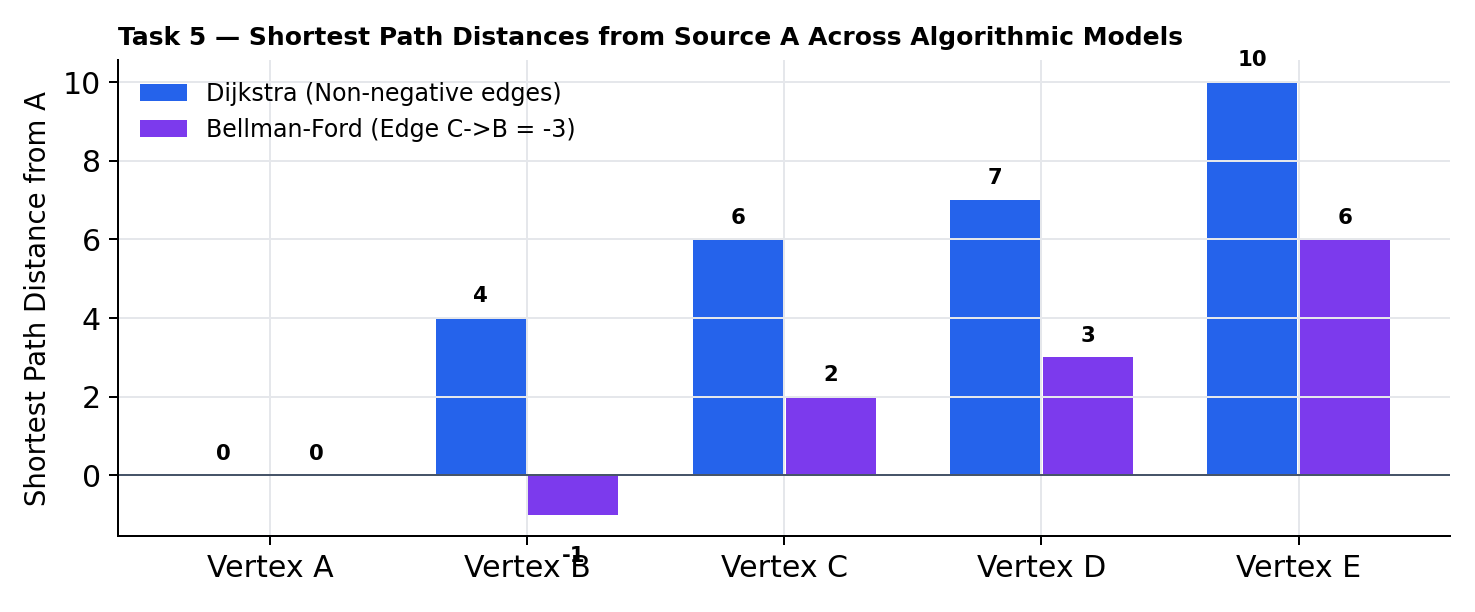 Task 5 — Shortest Path Distances from Source A Across Algorithmic Models
Shortest Path Distance from A
10
8
6
4
2
0
Dijkstra (Non-negative edges)
Bellman-Ford (Edge C->B = -3)
0
0
4
-1
6
2
7
3
10
6
Vertex A
Vertex B
Vertex C
Vertex D
Vertex E